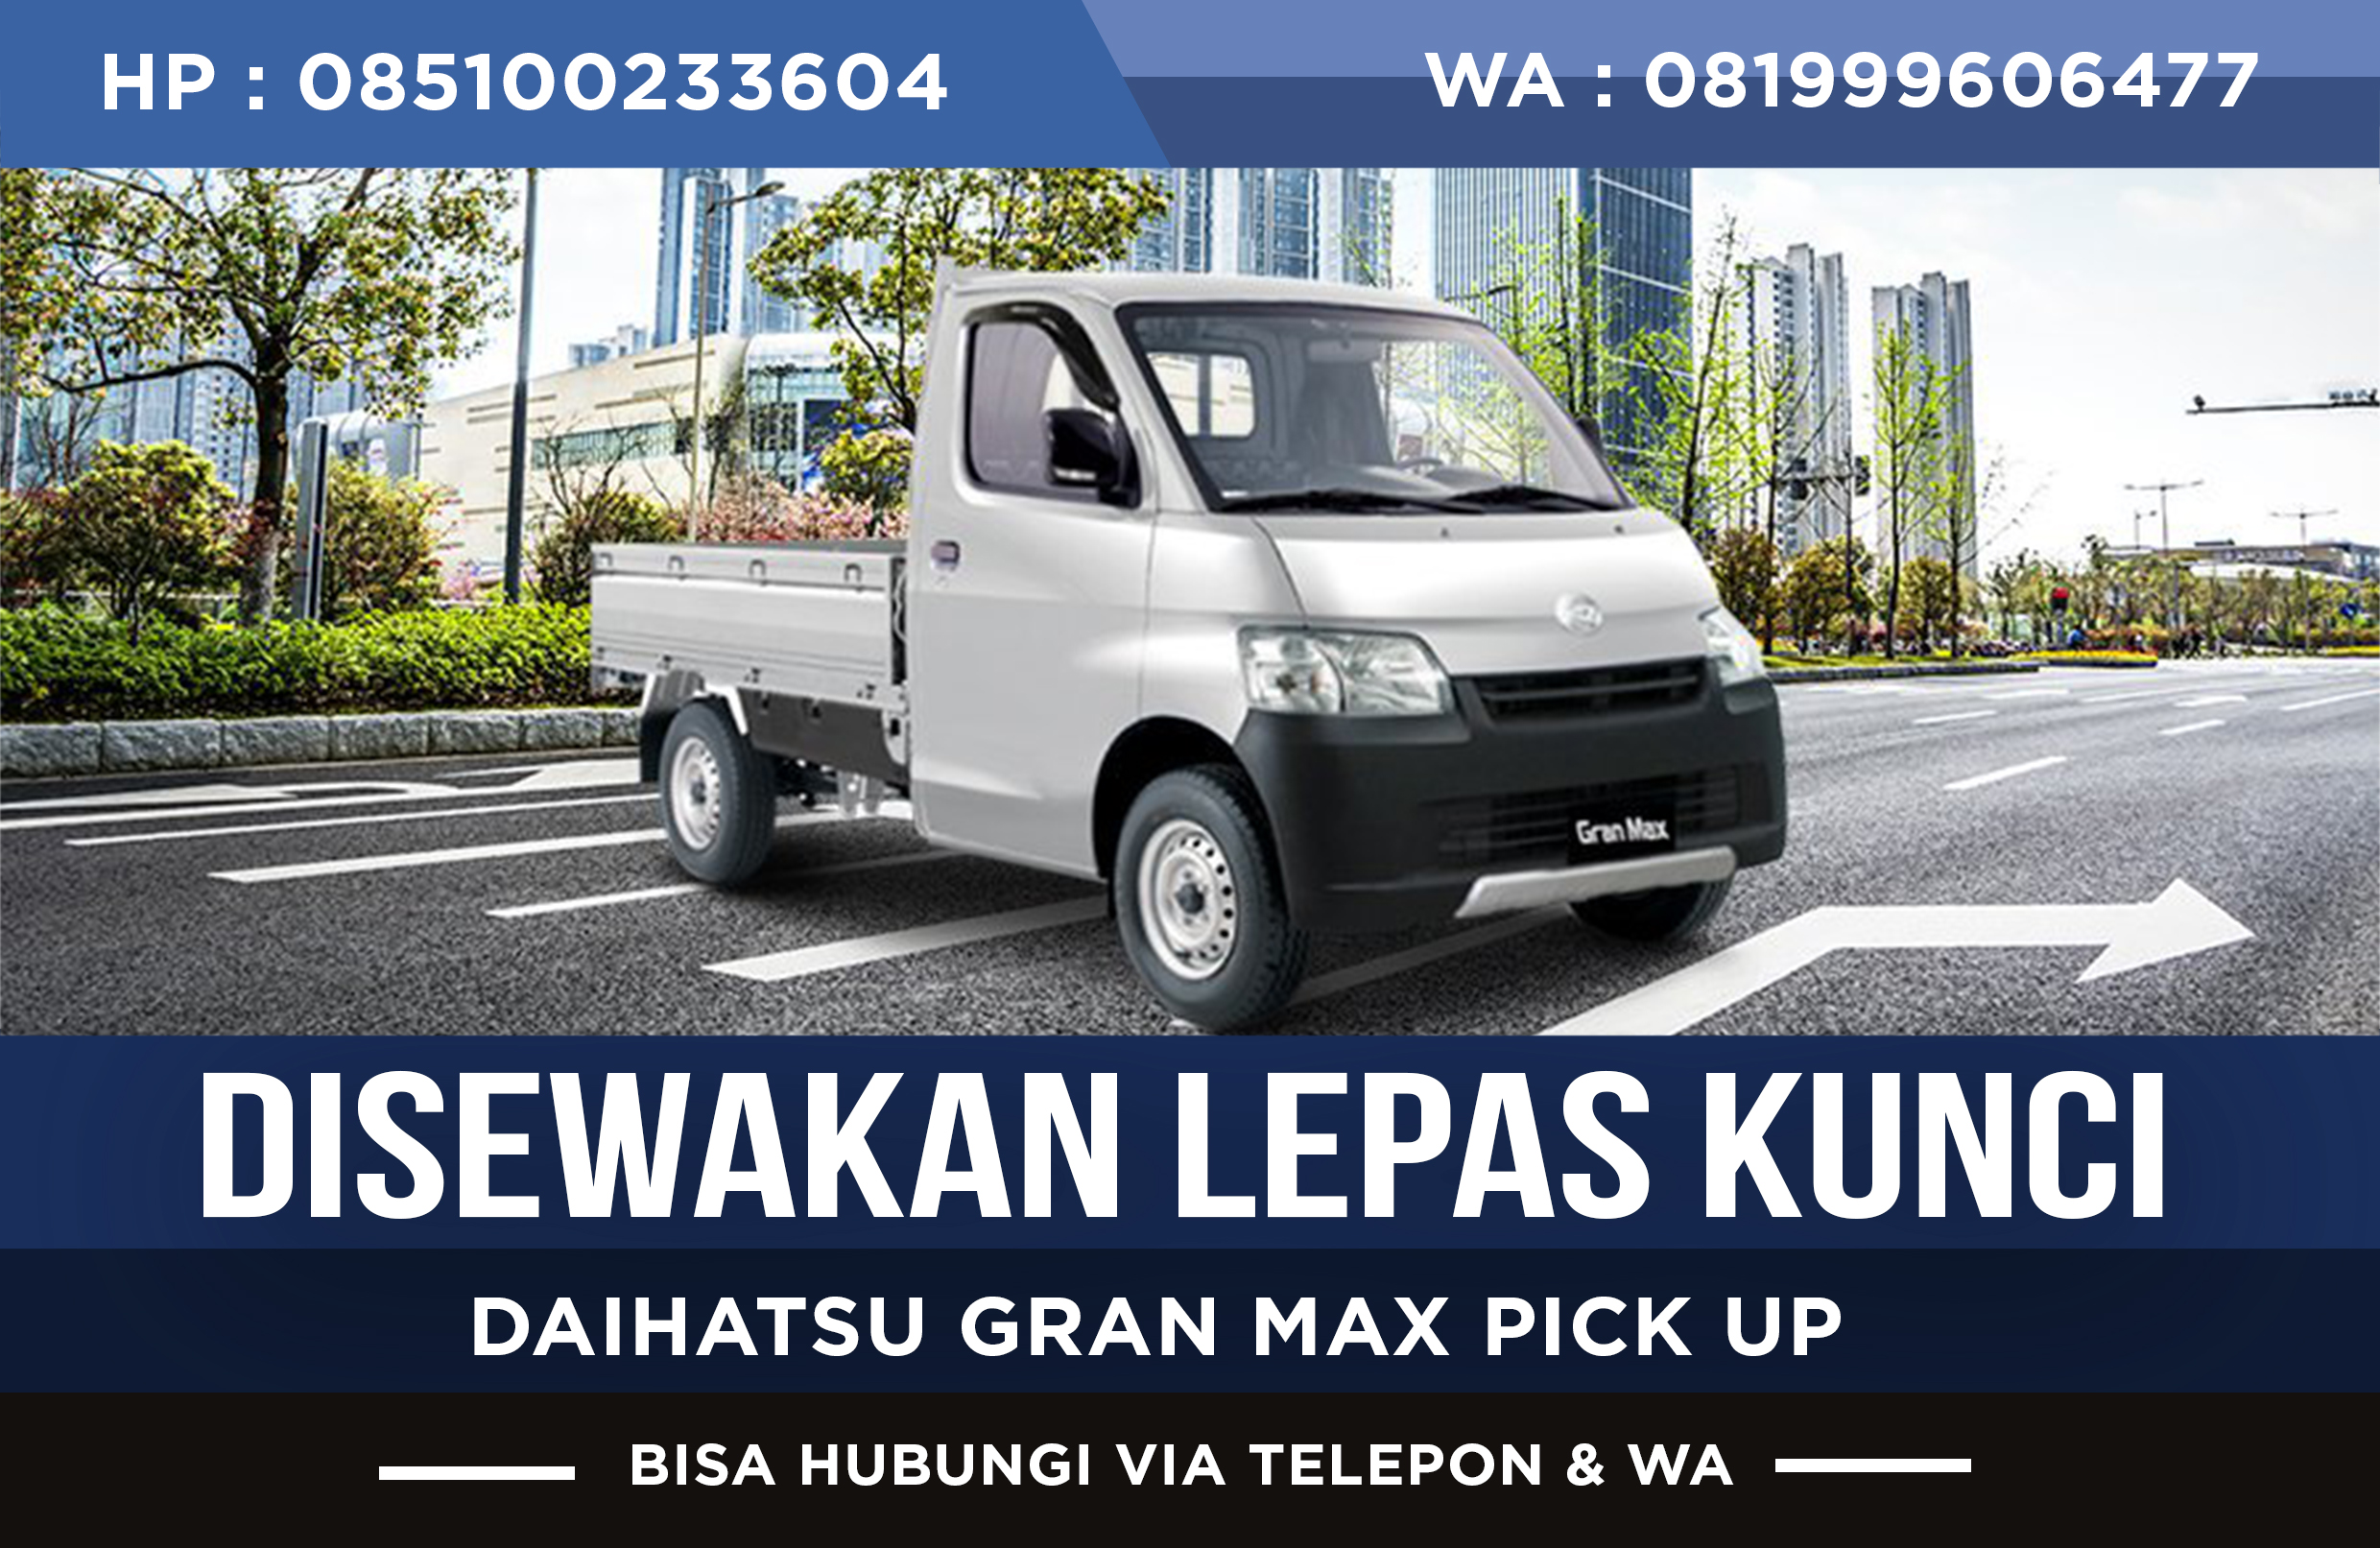 HP : 085100233604
WA : 081999606477
Gran Max
DISEWAKAN LEPAS KUNCI
DAIHATSU GRAN MAX PICK UP
BISA HUBUNGI VIA TELEPON & WA